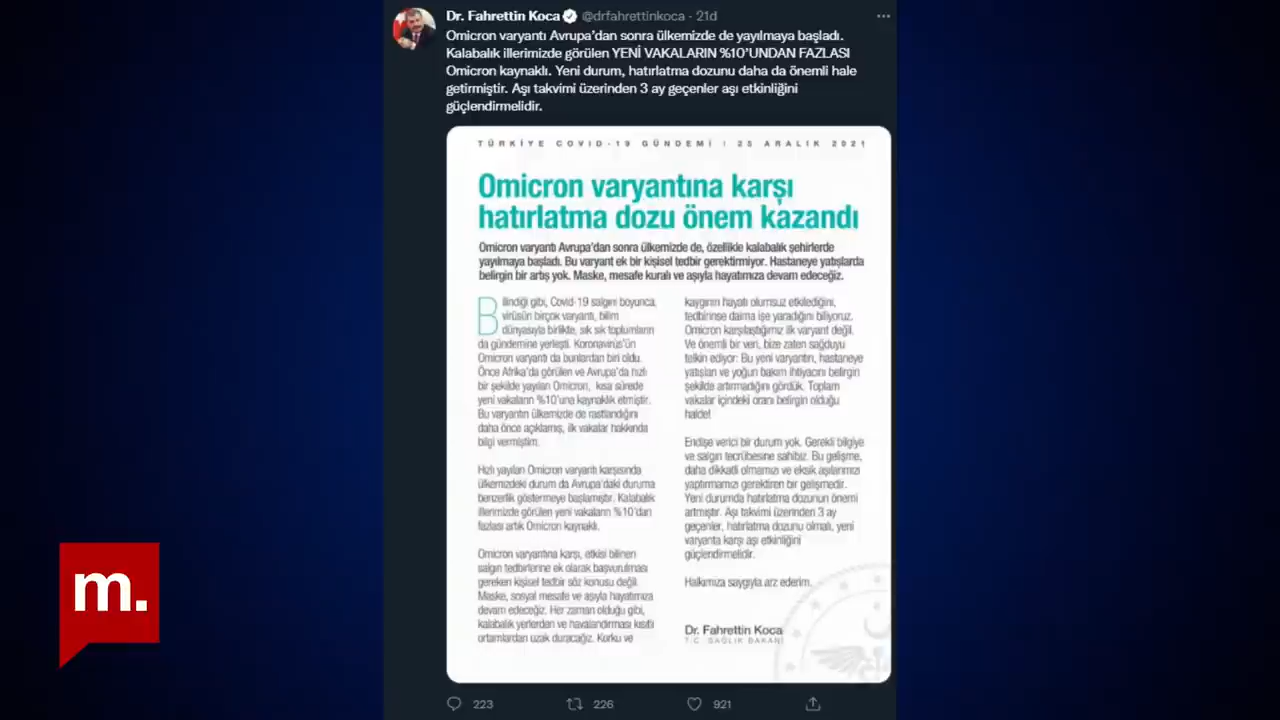 Dr. Fahrettin Koca @drfahrettinkoca · 21d
Omicron varyantı Avrupa'dan sonra ülkemizde de yayılmaya başladı.
Kalabalık illerimizde görülen YENİ VAKALARIN %10'UNDAN FAZLASI
Omicron kaynaklı. Yeni durum, hatırlatma dozunu daha da önemli hale
getirmiştir. Aşı takvimi üzerinden 3 ay geçenler aşı etkinliğini
güçlendirmelidir.
TÜRKİYE COVID-19 GÜNDEMİ | 25 ARALIK 2021
Omicron varyantına karşı
hatırlatma dozu önem kazandı
Omicron varyantı Avrupa'dan sonra ülkemizde de, özellikle kalabalık şehirlerde
yayılmaya başladı. Bu varyant ek bir kişisel tedbir gerektirmiyor. Hastaneye yatışlarda
belirgin bir artış yok. Maske, mesafe kuralı ve aşıyla hayatımıza devam edeceğiz.
Bilindiği gibi, Covid-19 salgını boyunca,
virüsün birçok varyantı, bilim
dünyasıyla birlikte, sık sık toplumların
da gündemine yerleşti. Koronavirüs'ün
Omicron varyantı da bunlardan biri oldu.
Önce Afrika'da görülen ve Avrupa'da hızlı
bir şekilde yayılan Omicron, kısa sürede
yeni vakaların %10'una kaynaklık etmiştir.
Bu varyantın ülkemizde de rastlandığını
daha önce açıklamış, ilk vakalar hakkında
bilgi vermiştim.
Hızlı yayılan Omicron varyantı karşısında
ülkemizdeki durum da Avrupa'daki duruma
benzerlik göstermeye başlamıştır. Kalabalık
illerimizde görülen yeni vakaların %10'dan
fazlası artık Omicron kaynaklı.
Omicron varyantına karşı, etkisi bilinen
salgın tedbirlerine ek olarak başvurulması
gereken kişisel tedbir söz konusu değil.
Maske, sosyal mesafe ve aşıyla hayatımıza
devam edeceğiz. Her zaman olduğu gibi,
kalabalık yerlerden ve havalandırması kısıtlı
ortamlardan uzak duracağız. Korku ve
kaygının hayatı olumsuz etkilediğini,
tedbirinse daima işe yaradığını biliyoruz.
Omicron karşılaştığımız ilk varyant değil.
Ve önemli bir veri, bize zaten sağduyu
telkin ediyor: Bu yeni varyantın, hastaneye
yatışları ve yoğun bakım ihtiyacını belirgin
şekilde artırmadığını gördük. Toplam
vakalar içindeki oranı belirgin olduğu
halde!
Endişe verici bir durum yok. Gerekli bilgiye
ve salgın tecrübesine sahibiz. Bu gelişme,
daha dikkatli olmamızı ve eksik aşılarımızı
yaptırmamızı gerektiren bir gelişmedir.
Yeni durumda hatırlatma dozunun önemi
artmıştır. Aşı takvimi üzerinden 3 ay
geçenler, hatırlatma dozunu olmalı, yeni
varyanta karşı aşı etkinliğini
güçlendirmelidir.
Halkımıza saygıyla arz ederim.
Dr. Fahrettin Koca
T.C. SAĞLIK BAKANI
223 226 921
m.